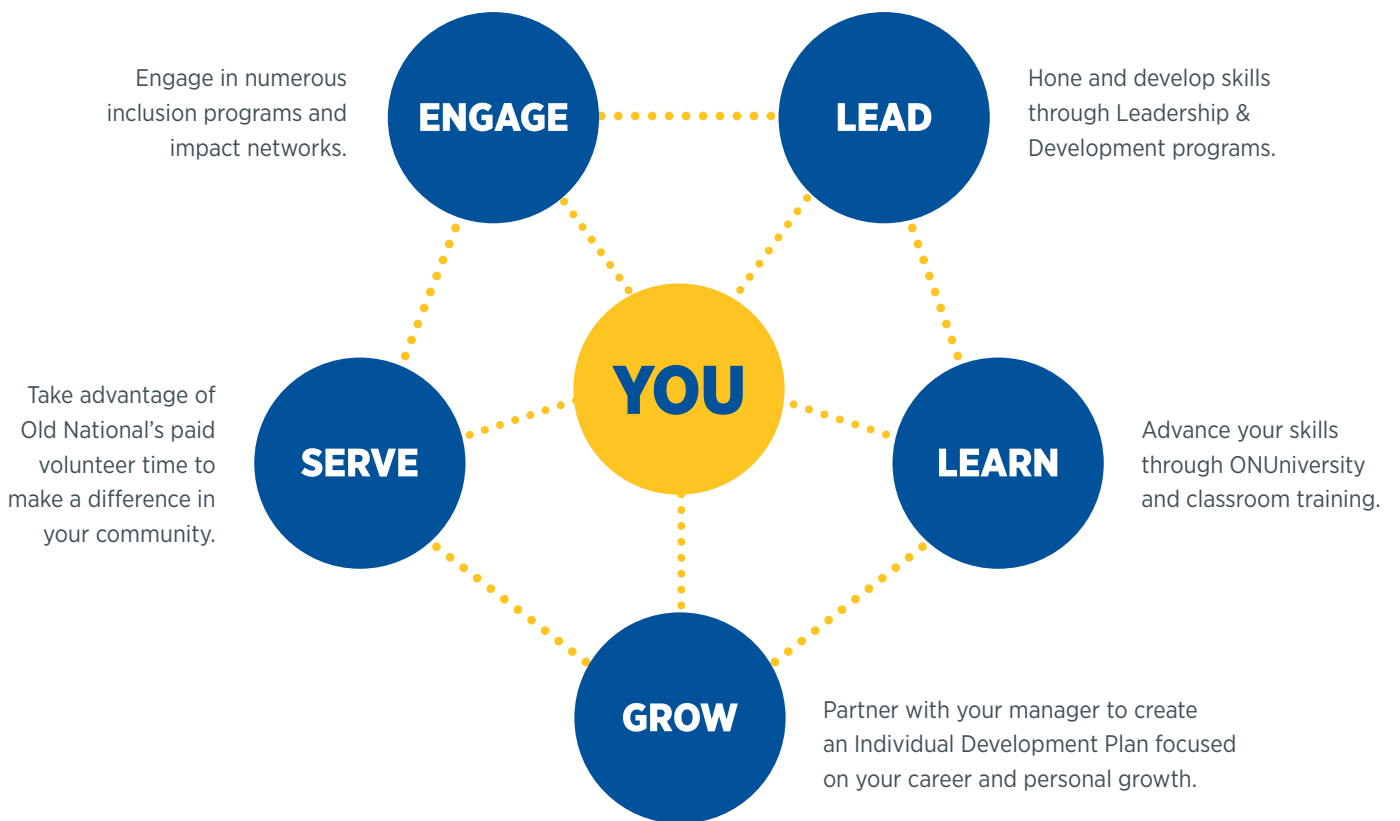 ENGAGE
Engage in numerous
inclusion programs and
impact networks.
LEAD
Hone and develop skills
through Leadership &
Development programs.
YOU
SERVE
Take advantage of
Old National’s paid
volunteer time to
make a difference in
your community.
LEARN
Advance your skills
through ONUniversity
and classroom training.
GROW
Partner with your manager to create
an Individual Development Plan focused
on your career and personal growth.